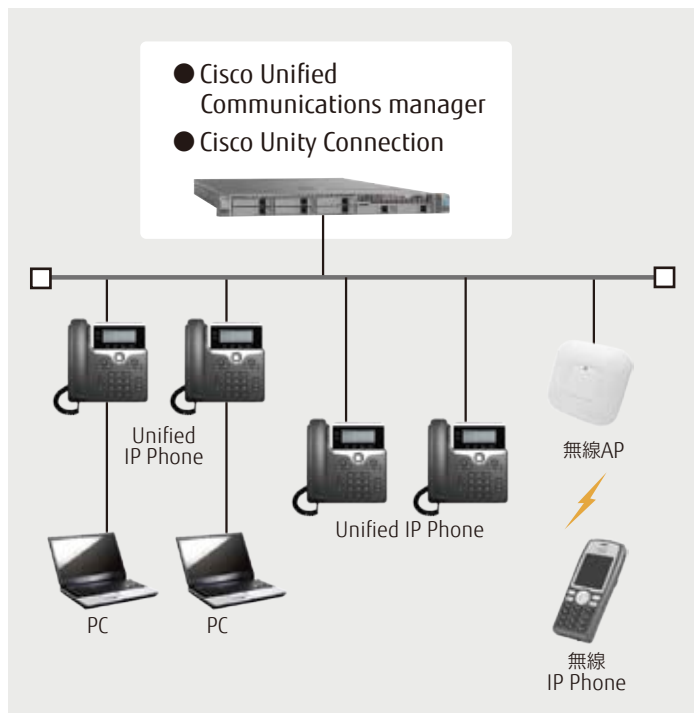 ● Cisco Unified
Communications manager
● Cisco Unity Connection
Unified
IP Phone
Unified IP Phone
無線AP
PC
PC
無線
IP Phone